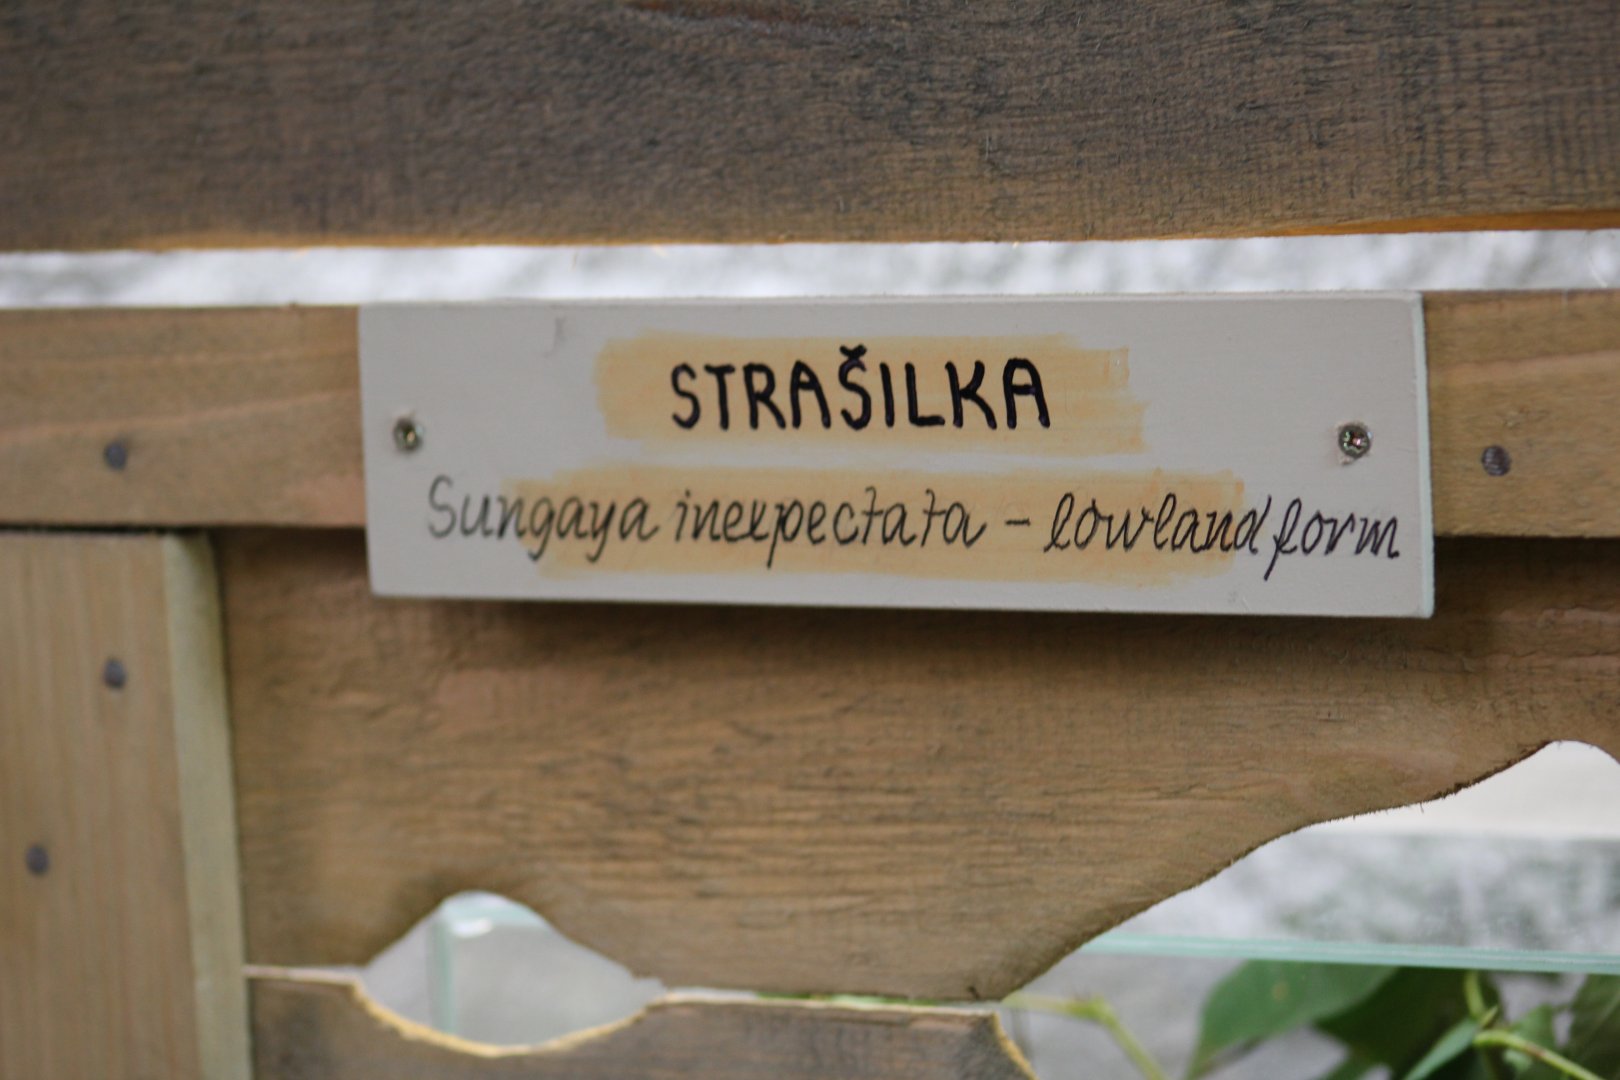 STRAŠILKA
Sungaya inexpectata - lowland form